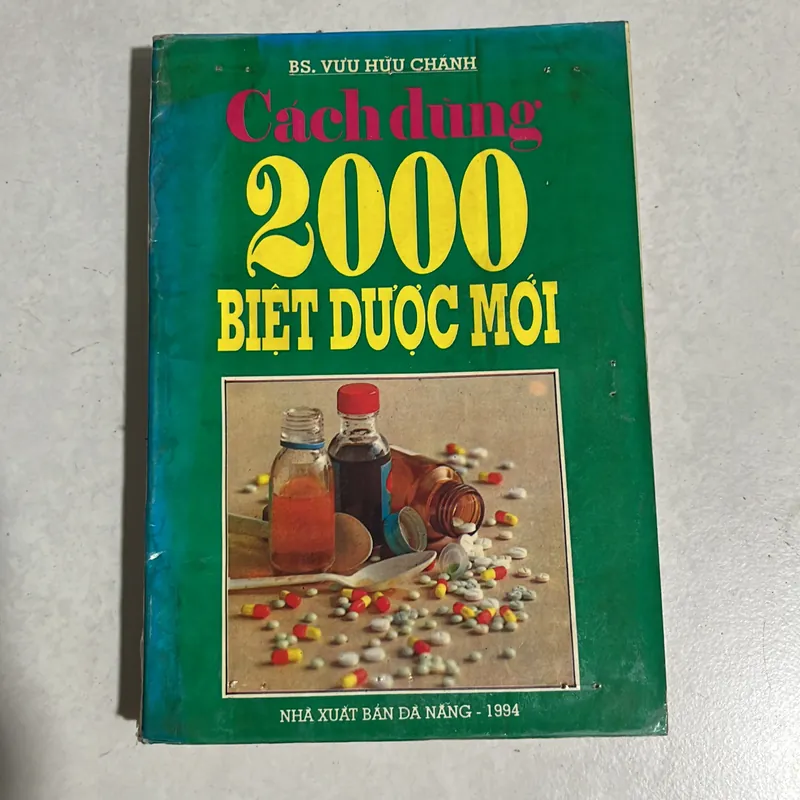 BS. VƯU HỮU CHÁNH
Cách dùng
2000
BIỆT DƯỢC MỚI
NHÀ XUẤT BẢN ĐÀ NẴNG - 1994